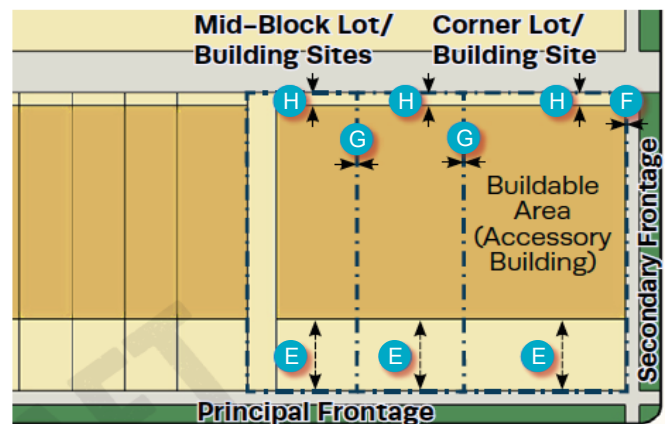 Mid-Block Lot/
Building Sites
Corner Lot/
Building Site
H
H
H
F
G
G
Buildable
Area
(Accessory
Building)
Secondary Frontage
E
E
E
Principal Frontage